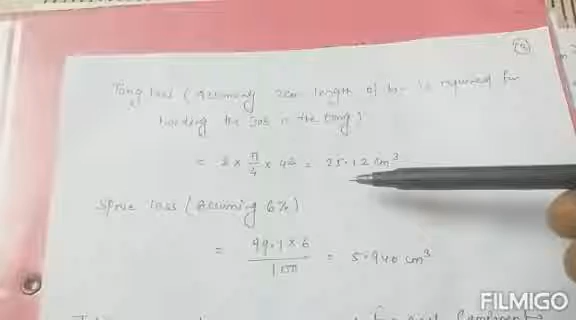 Tong loss (Assuming 2cm length of bar is required for
holding the job in the tong)
= 2 × π/4 × 4² = 25.12 cm³
Sprue loss (Assuming 6%)
= 99.1 × 6 / 100 = 5.940 cm³
FILMIGO